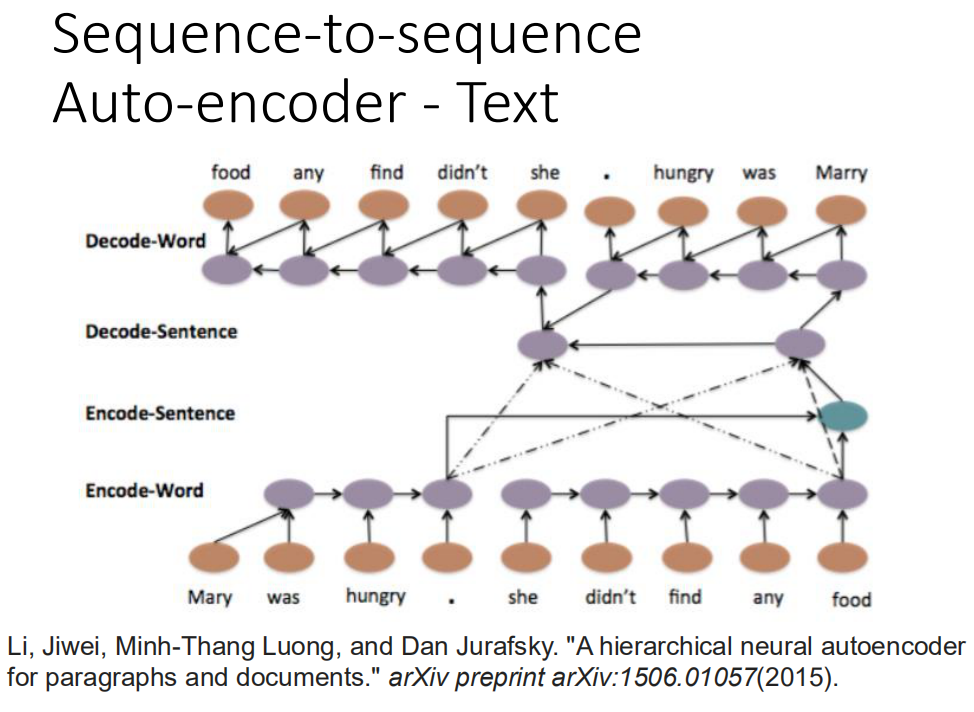 Sequence-to-sequence
Auto-encoder - Text
food any find didn't she . hungry was Marry
Decode-Word
Decode-Sentence
Encode-Sentence
Encode-Word
Mary was hungry . she didn't find any food
Li, Jiwei, Minh-Thang Luong, and Dan Jurafsky. "A hierarchical neural autoencoder
for paragraphs and documents." arXiv preprint arXiv:1506.01057(2015).